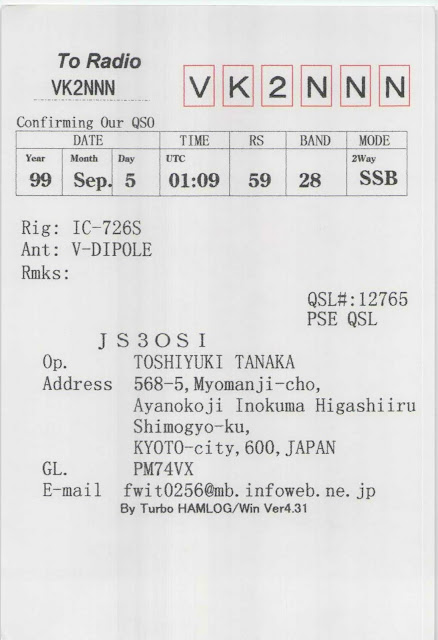 To Radio
VK2NNN
V K 2 N N N
Confirming Our QSO
DATE TIME RS BAND MODE
Year Month Day UTC 2Way
99 Sep. 5 01:09 59 28 SSB
Rig: IC-726S
Ant: V-DIPOLE
Rmks:
QSL#:12765
PSE QSL
JS3OSI
Op. TOSHIYUKI TANAKA
Address 568-5,Myomanji-cho,
Ayanokoji Inokuma Higashiiru
Shimogyo-ku,
KYOTO-city,600,JAPAN
GL. PM74VX
E-mail fwit0256@mb.infoweb.ne.jp
By Turbo HAMLOG/Win Ver4.31